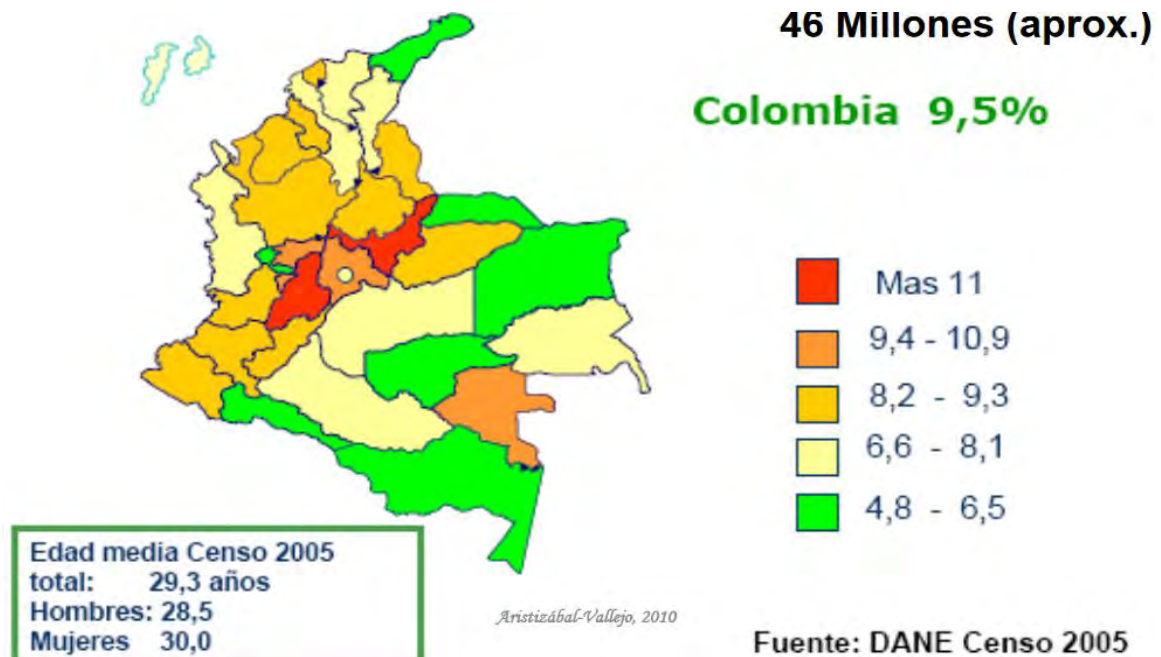 46 Millones (aprox.)
Colombia 9,5%
Mas 11
9,4 - 10,9
8,2 - 9,3
6,6 - 8,1
4,8 - 6,5
Edad media Censo 2005
total: 29,3 años
Hombres: 28,5
Mujeres 30,0
Aristizábal-Vallejo, 2010
Fuente: DANE Censo 2005